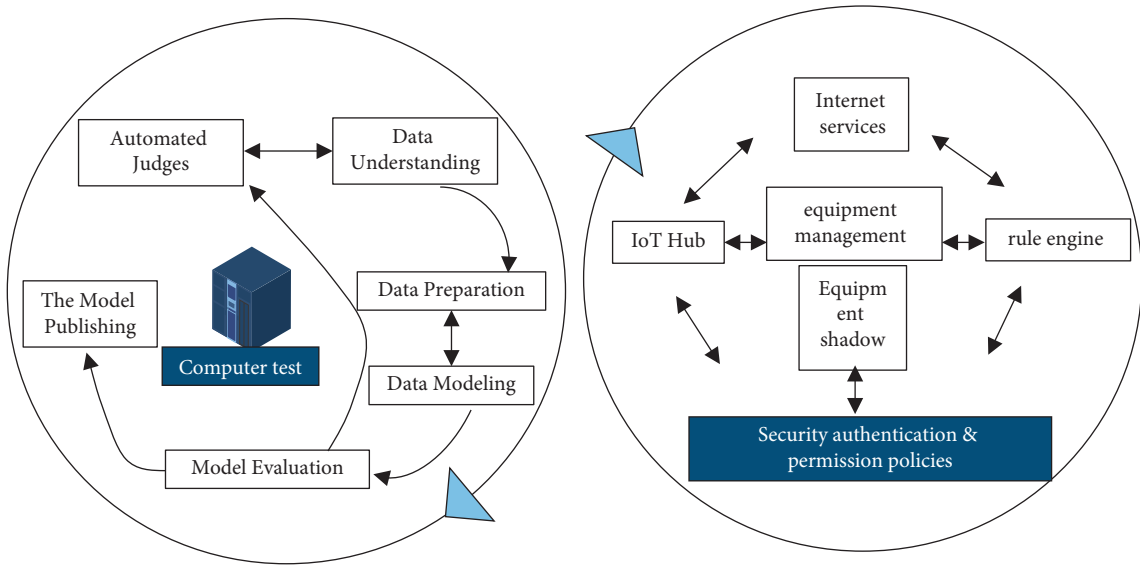 Automated
Judges
Data
Understanding
Data Preparation
The Model
Publishing
Computer test
Data Modeling
Model Evaluation
Internet
services
IoT Hub
equipment
management
rule engine
Equipm
ent
shadow
Security authentication &
permission policies